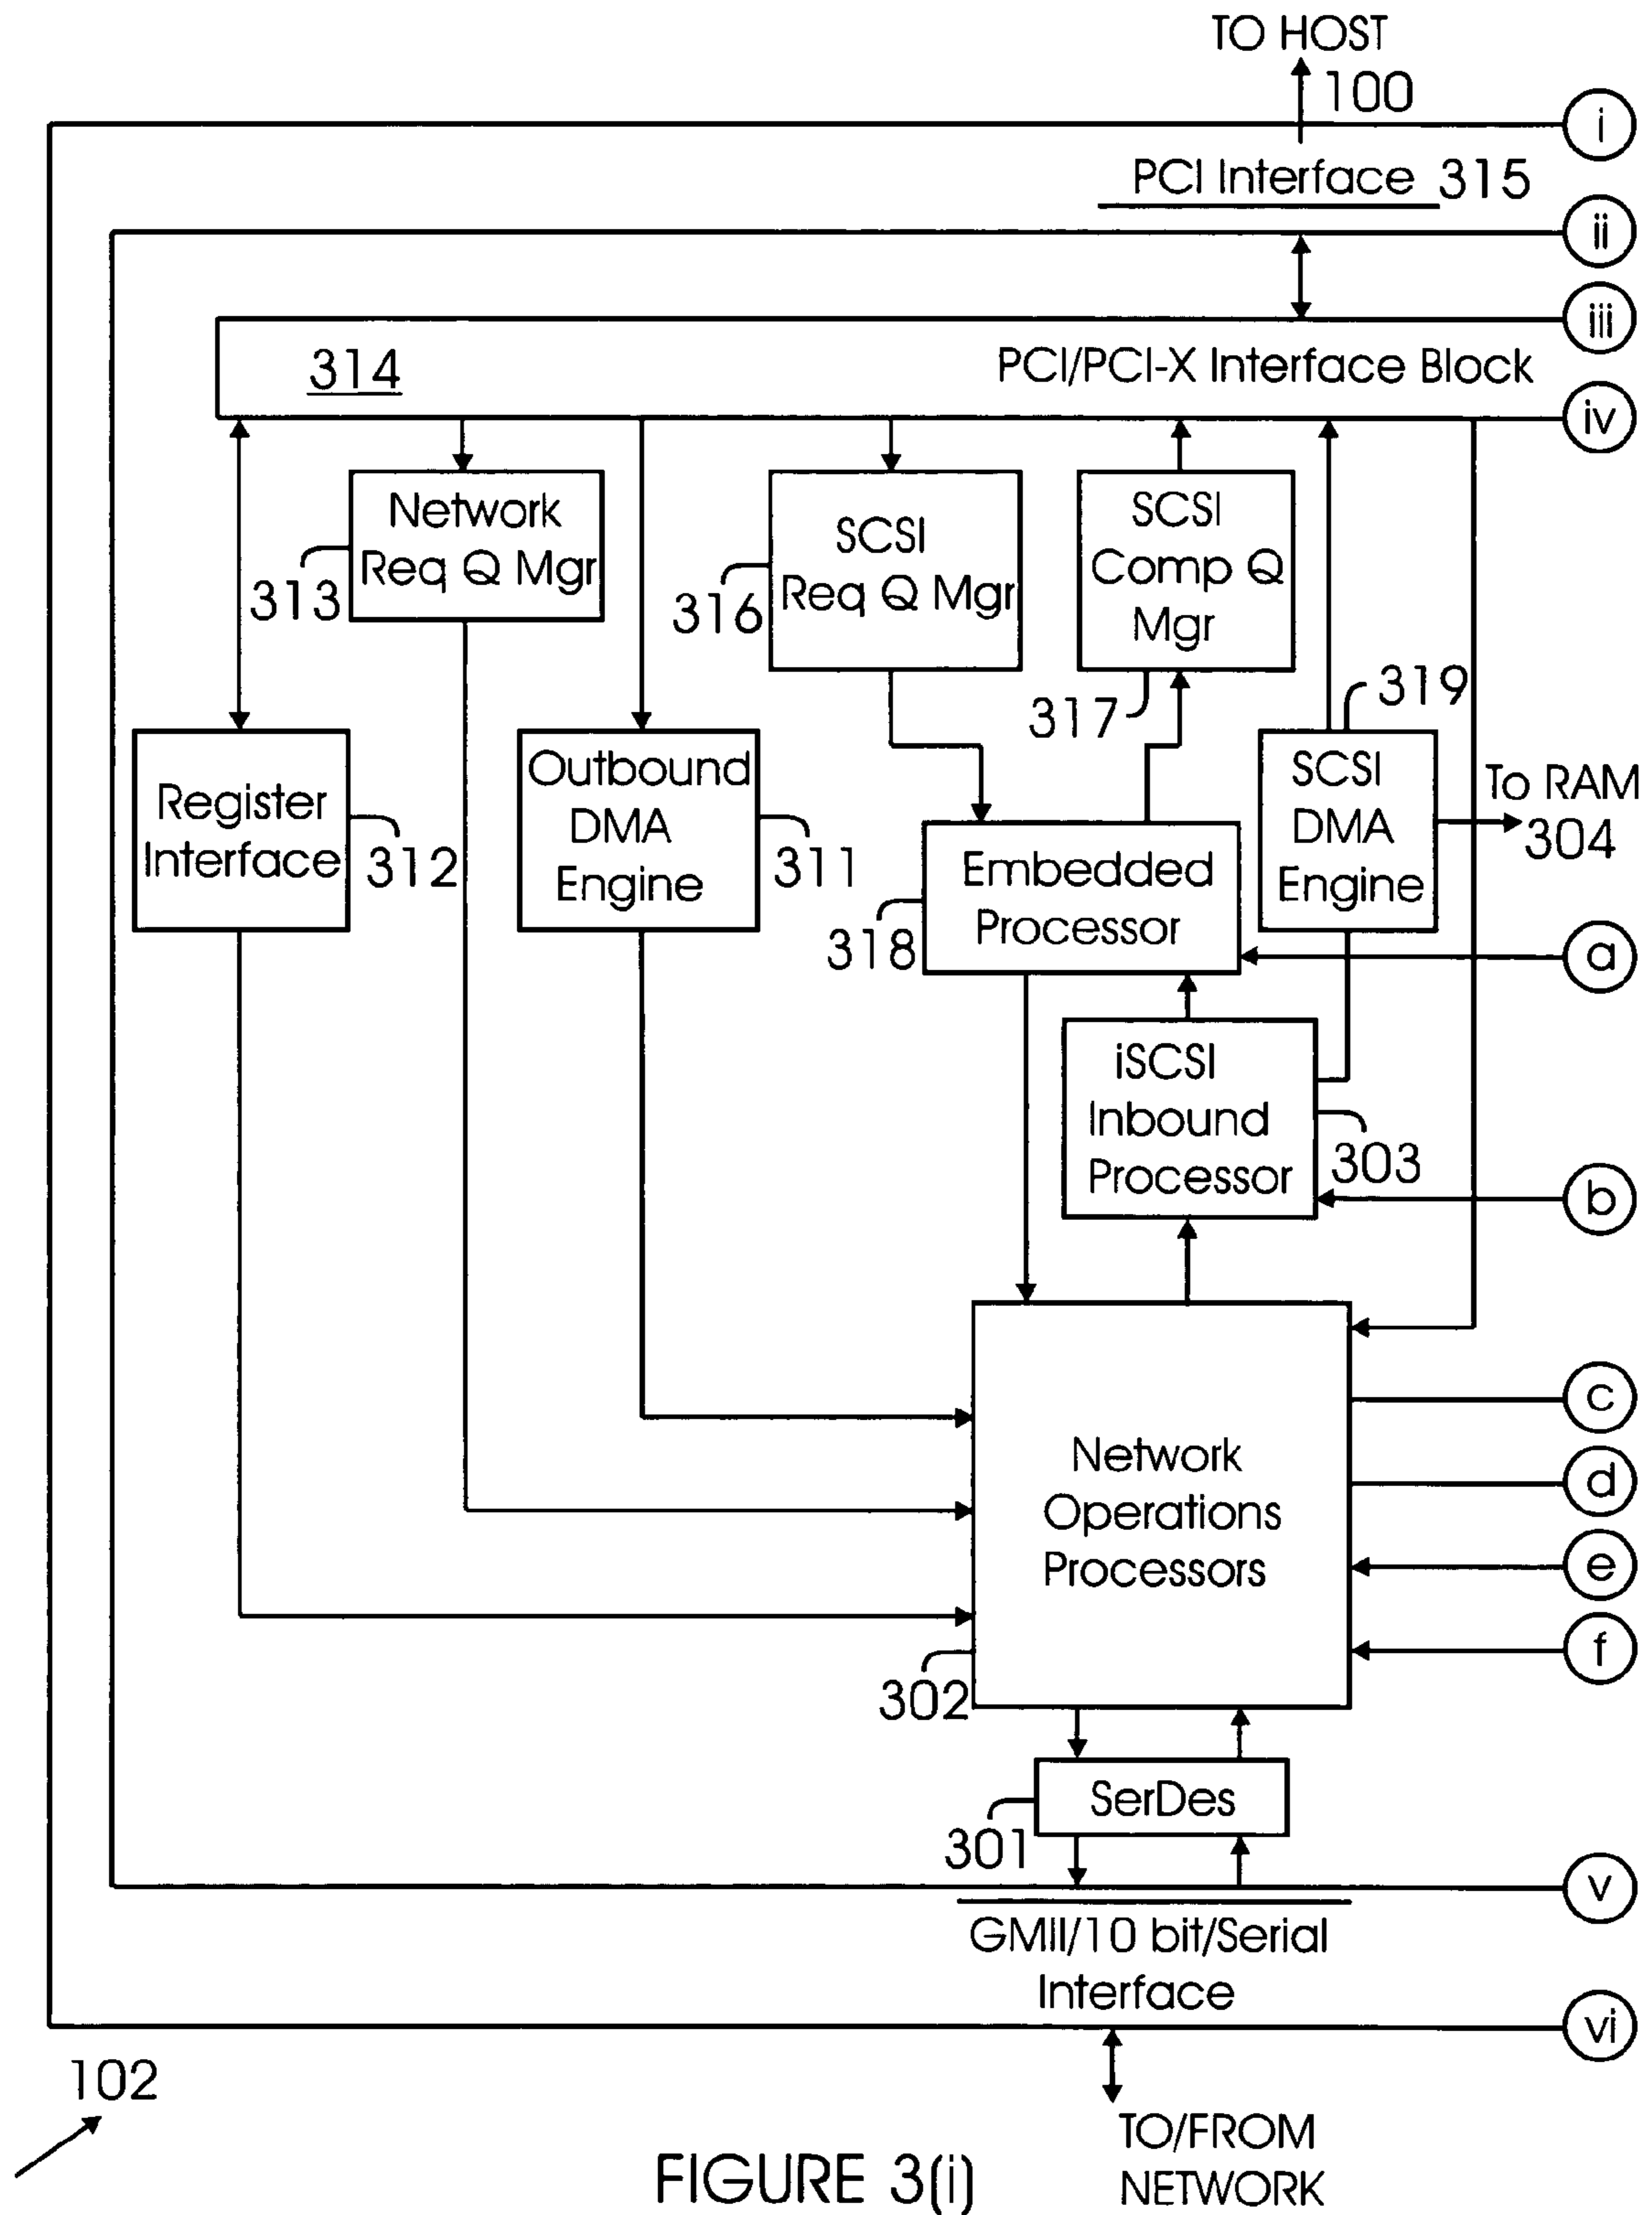 TO HOST
100
i
PCI Interface 315
ii
iii
314
PCI/PCI-X Interface Block
iv
Network
Req Q Mgr
313
SCSI
Req Q Mgr
316
SCSI
Comp Q
Mgr
317
319
Register
Interface
312
Outbound
DMA
Engine
311
SCSI
DMA
Engine
To RAM
304
Embedded
Processor
318
a
iSCSI
Inbound
Processor
303
b
c
Network
Operations
Processors
d
e
f
302
SerDes
301
v
GMII/10 bit/Serial
Interface
vi
102
TO/FROM
NETWORK
FIGURE 3(i)